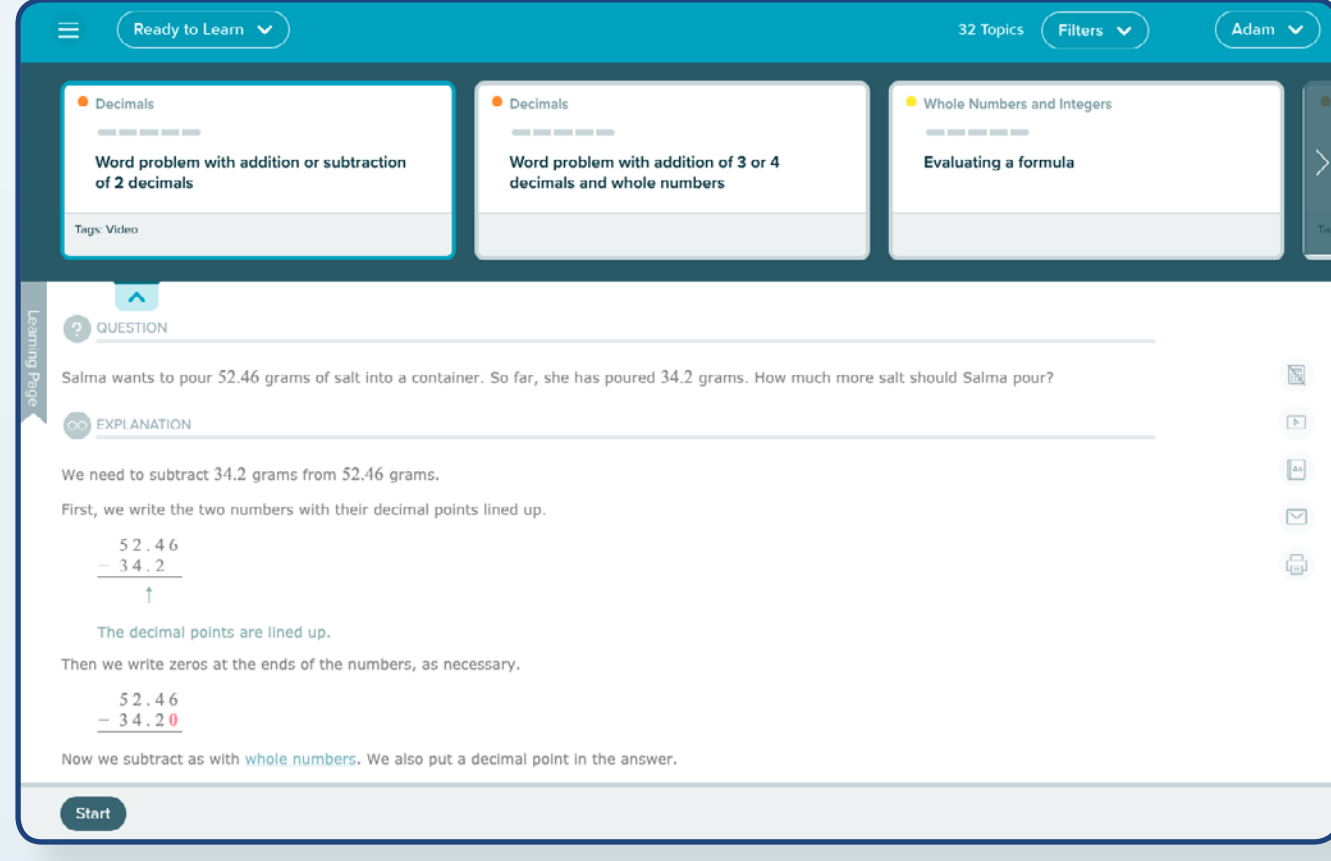 Ready to Learn
32 Topics
Filters
Adam
Decimals
Word problem with addition or subtraction
of 2 decimals
Tags: Video
Decimals
Word problem with addition of 3 or 4
decimals and whole numbers
Whole Numbers and Integers
Evaluating a formula
Learning Page
? QUESTION
Salma wants to pour 52.46 grams of salt into a container. So far, she has poured 34.2 grams. How much more salt should Salma pour?
EXPLANATION
We need to subtract 34.2 grams from 52.46 grams.
First, we write the two numbers with their decimal points lined up.
52.46
− 34.2
↑
The decimal points are lined up.
Then we write zeros at the ends of the numbers, as necessary.
52.46
− 34.20
Now we subtract as with whole numbers. We also put a decimal point in the answer.
Start